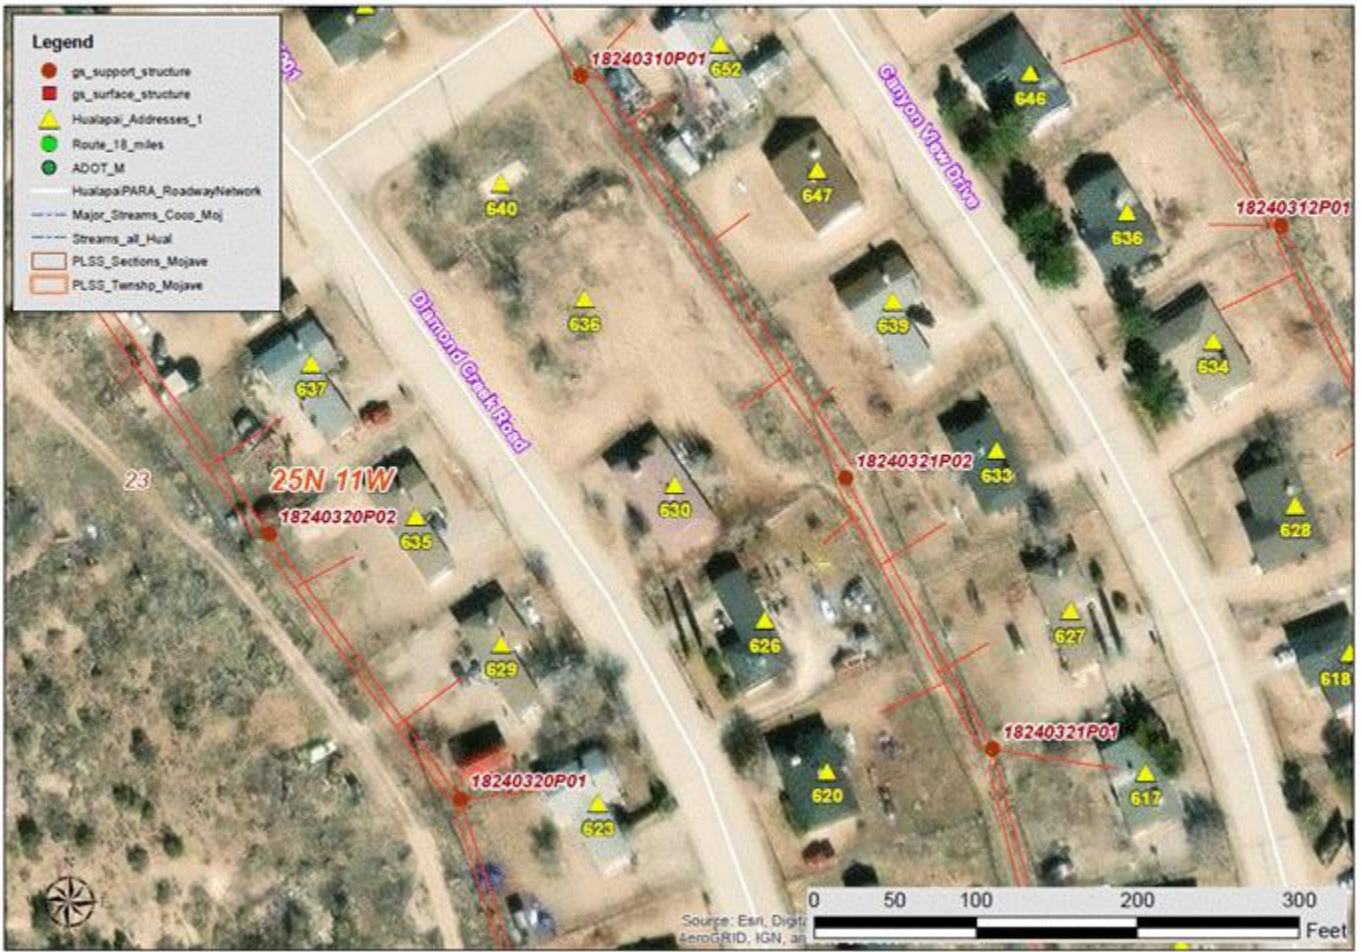 Legend
gs_support_structure
gs_surface_structure
Hualapai_Addresses_1
Route_18_miles
ADOT_M
HualapaiPARA_RoadwayNetwork
Major_Streams_Coco_Moj
Streams_all_Hual
PLSS_Sections_Mojave
PLSS_Twnshp_Mojave
18240310P01
652
646
Canyon View Drive
647
640
636
18240312P01
636
639
Diamond Creek Road
634
637
633
18240321P02
23
25N 11W
630
628
18240320P02
635
626
627
629
618
18240321P01
620
617
18240320P01
623
N
E
0 50 100 200 300
Feet
Source: Esri, Digita
AeroGRID, IGN, an